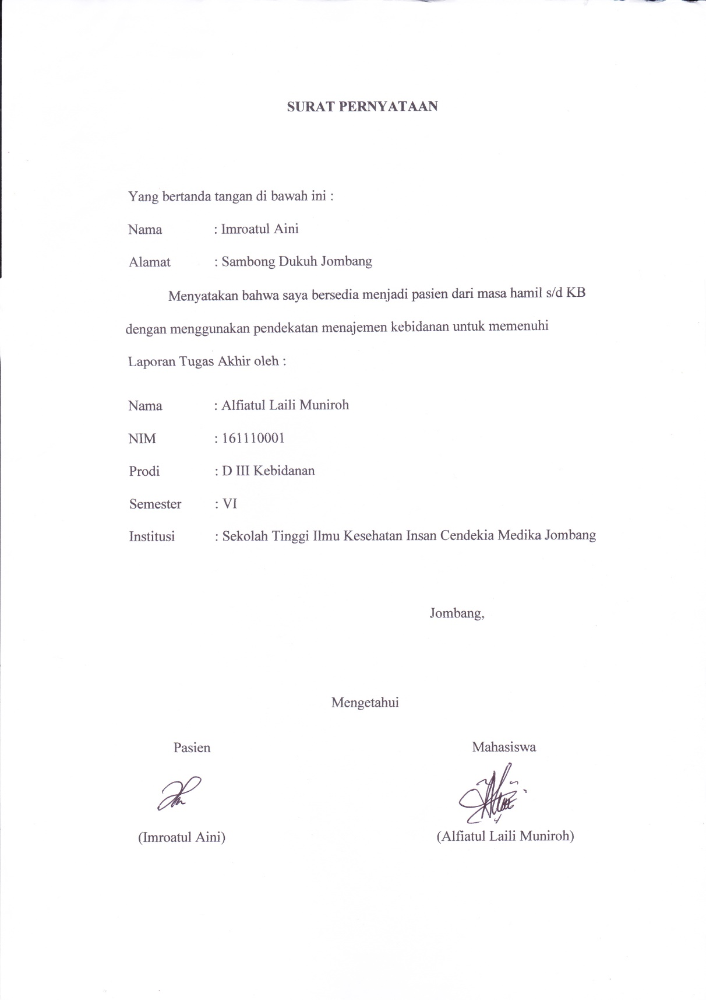 SURAT PERNYATAAN
Yang bertanda tangan di bawah ini :
Nama : Imroatul Aini
Alamat : Sambong Dukuh Jombang
Menyatakan bahwa saya bersedia menjadi pasien dari masa hamil s/d KB
dengan menggunakan pendekatan menajemen kebidanan untuk memenuhi
Laporan Tugas Akhir oleh :
Nama : Alfiatul Laili Muniroh
NIM : 161110001
Prodi : D III Kebidanan
Semester : VI
Institusi : Sekolah Tinggi Ilmu Kesehatan Insan Cendekia Medika Jombang
Jombang,
Mengetahui
Pasien Mahasiswa
(Imroatul Aini) (Alfiatul Laili Muniroh)